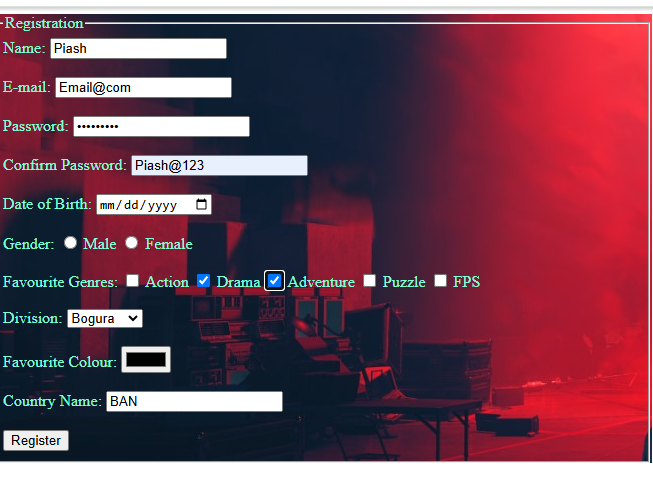 Registration
Name: Piash
E-mail: Email@com
Password: •••••••••
Confirm Password: Piash@123
Date of Birth: mm/dd/yyyy
Gender: Male Female
Favourite Genres: Action Drama Adventure Puzzle FPS
Division: Bogura
Favourite Colour:
Country Name: BAN
Register